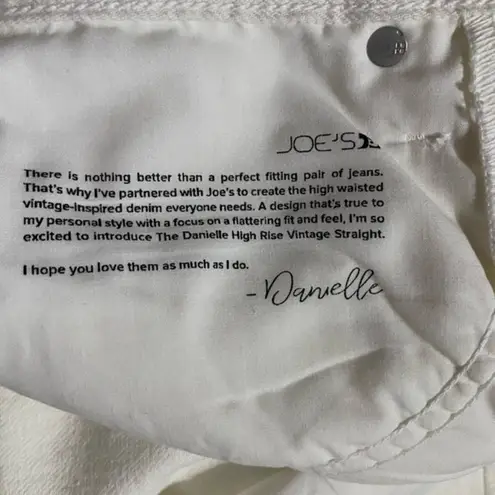 JOE'S
There is nothing better than a perfect fitting pair of jeans.
That's why I've partnered with Joe's to create the high waisted
vintage-inspired denim everyone needs. A design that's true to
my personal style with a focus on a flattering fit and feel, I'm so
excited to introduce The Danielle High Rise Vintage Straight.
I hope you love them as much as I do.
- Danielle